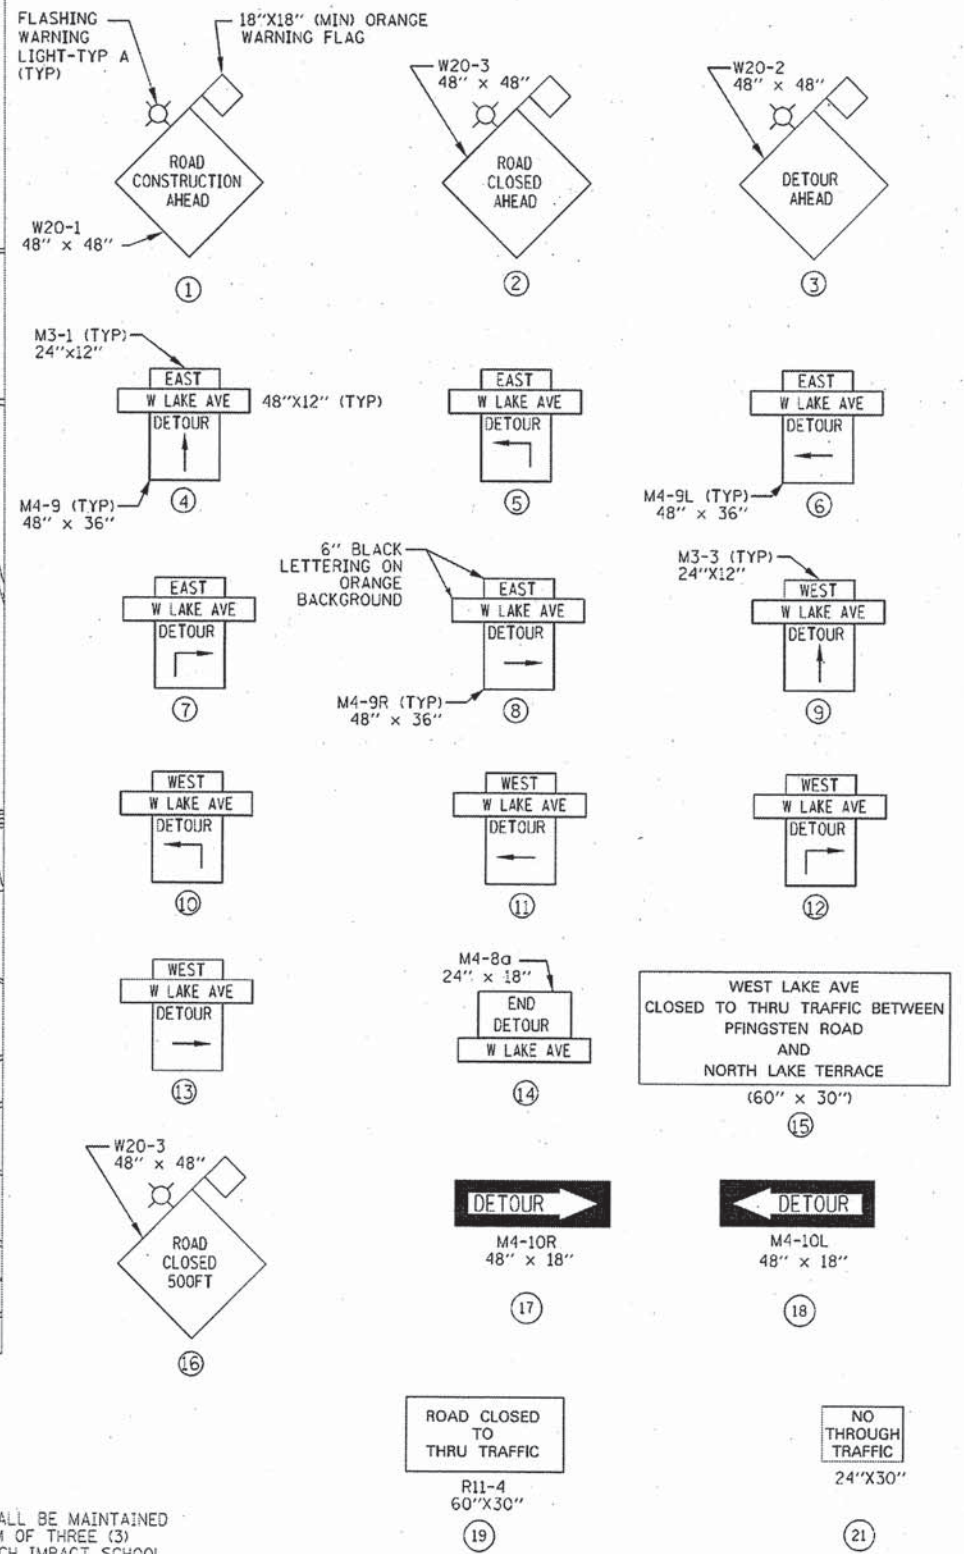 FLASHING
WARNING
LIGHT-TYP A
(TYP)
18"X18" (MIN) ORANGE
WARNING FLAG
ROAD
CONSTRUCTION
AHEAD
W20-1
48" x 48"
1
W20-3
48" x 48"
ROAD
CLOSED
AHEAD
2
W20-2
48" x 48"
DETOUR
AHEAD
3
M3-1 (TYP)
24"x12"
EAST
W LAKE AVE
48"X12" (TYP)
DETOUR
M4-9 (TYP)
48" x 36"
4
EAST
W LAKE AVE
DETOUR
5
EAST
W LAKE AVE
DETOUR
M4-9L (TYP)
48" x 36"
6
EAST
W LAKE AVE
DETOUR
7
6" BLACK
LETTERING ON
ORANGE
BACKGROUND
EAST
W LAKE AVE
DETOUR
M4-9R (TYP)
48" x 36"
8
M3-3 (TYP)
24"X12"
WEST
W LAKE AVE
DETOUR
9
WEST
W LAKE AVE
DETOUR
10
WEST
W LAKE AVE
DETOUR
11
WEST
W LAKE AVE
DETOUR
12
WEST
W LAKE AVE
DETOUR
13
M4-8a
24" x 18"
END
DETOUR
W LAKE AVE
14
WEST LAKE AVE
CLOSED TO THRU TRAFFIC BETWEEN
PFINGSTEN ROAD
AND
NORTH LAKE TERRACE
(60" x 30")
15
W20-3
48" x 48"
ROAD
CLOSED
500FT
16
DETOUR
M4-10R
48" x 18"
17
DETOUR
M4-10L
48" x 18"
18
ROAD CLOSED
TO
THRU TRAFFIC
R11-4
60"X30"
19
NO
THROUGH
TRAFFIC
24"X30"
21
ALL BE MAINTAINED
OF THREE (3)
IMPACT SCHOOL